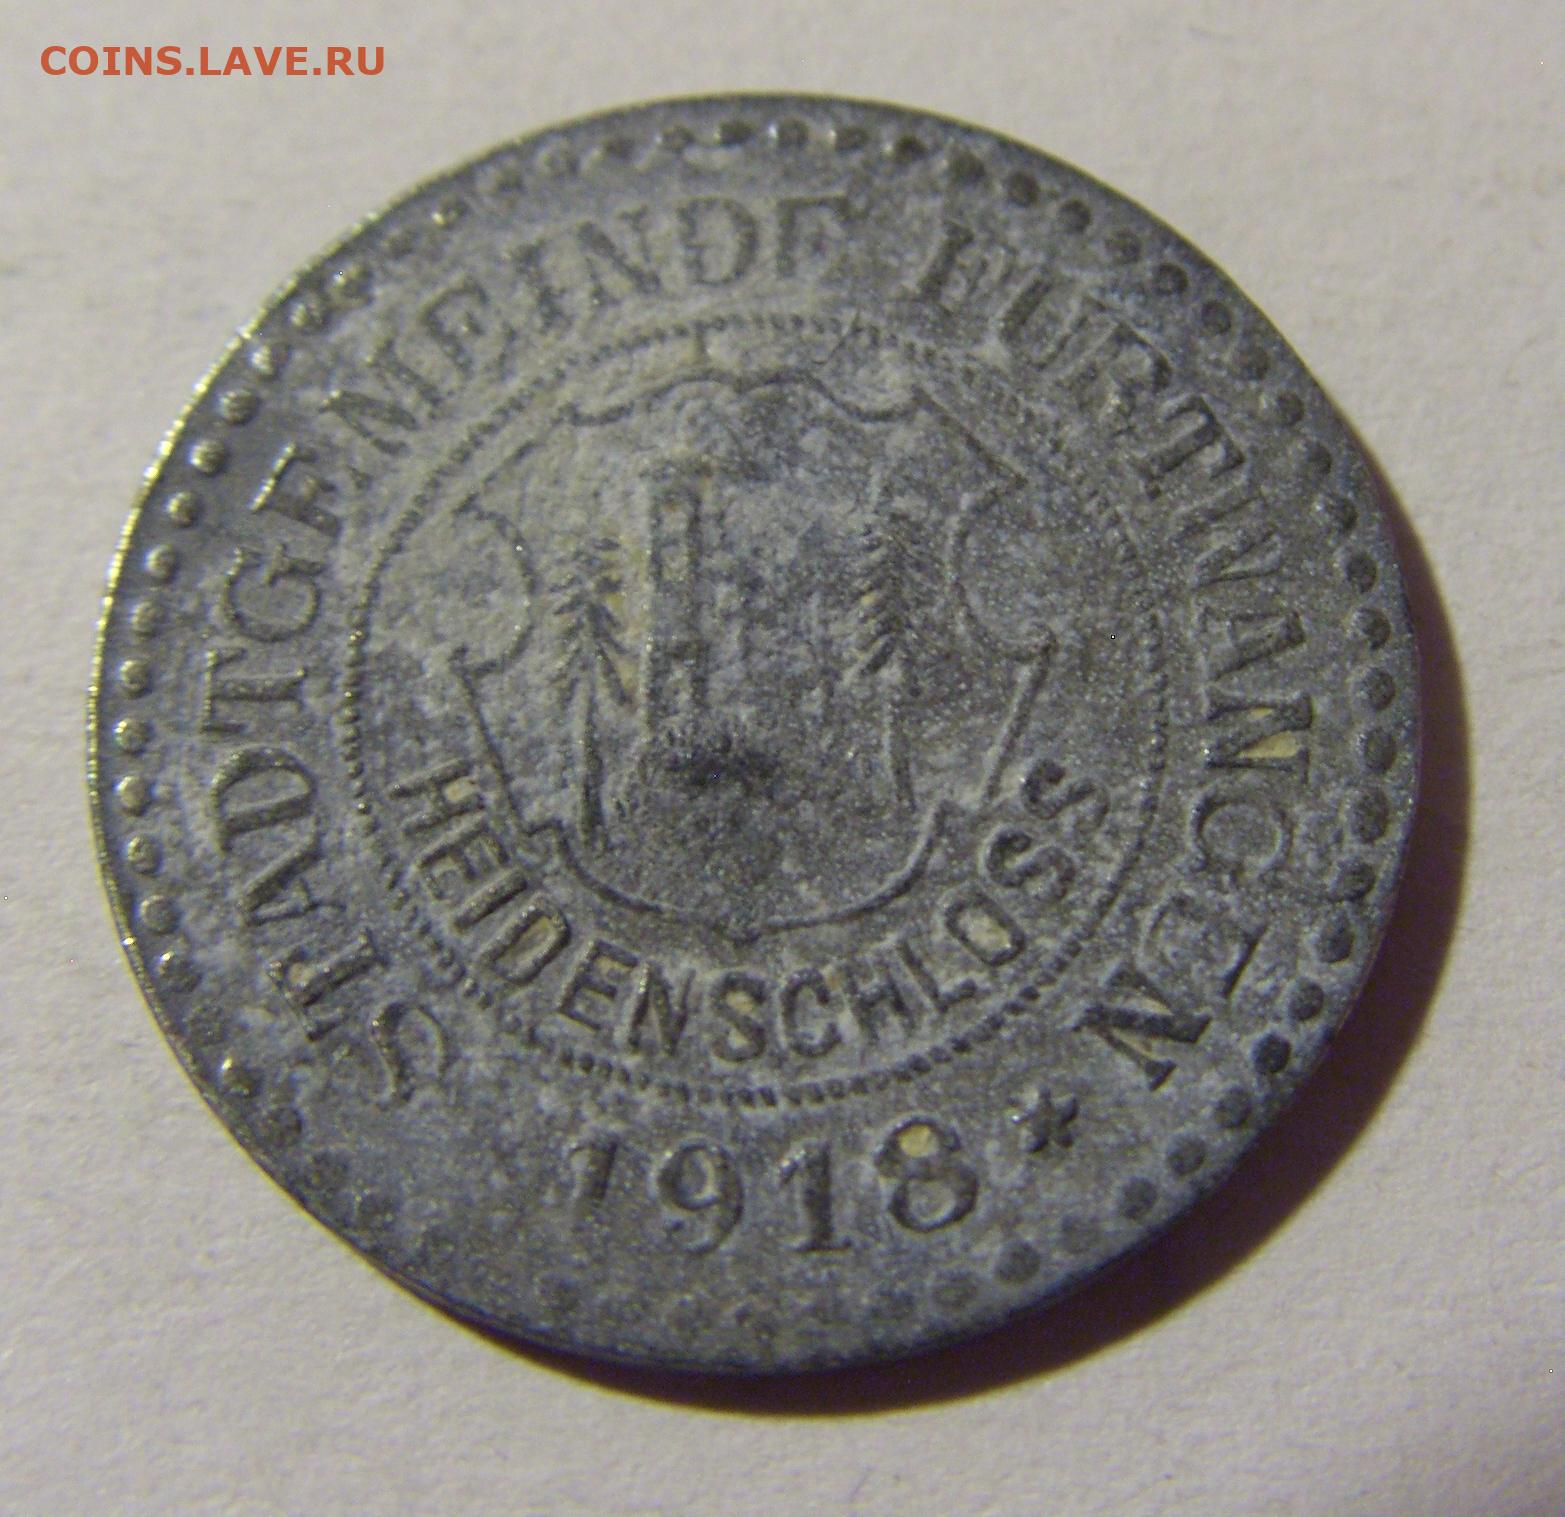 COINS.LAVE.RU
STADTGEMEINDE FURTWANGEN
HEIDENSCHLOSS
1918 *